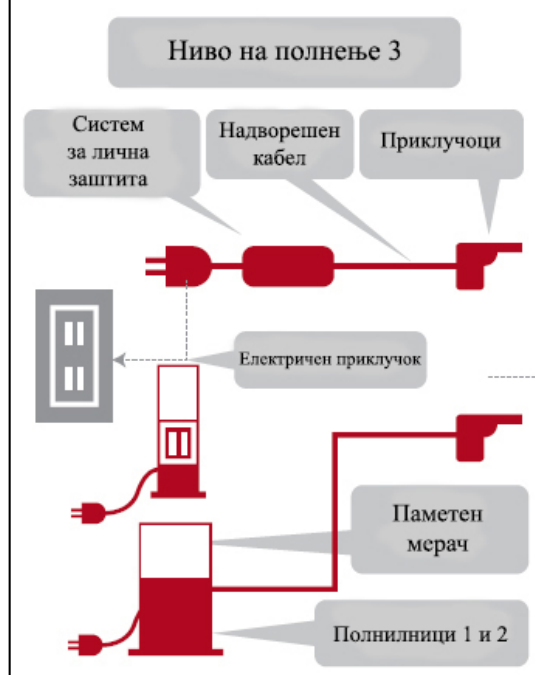 Ниво на полнење 3
Систем
за лична
заштита
Надворешен
кабел
Приклучоци
Електричен приклучок
Паметен
мерач
Полнилници 1 и 2